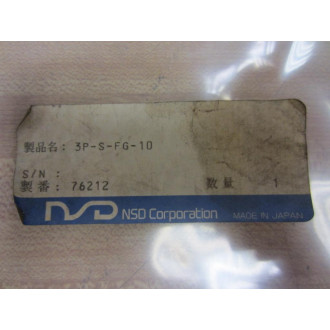 製品名: 3P-S-FG-10
S/N :
製番: 76212 数量 1
NSD NSD Corporation MADE IN JAPAN